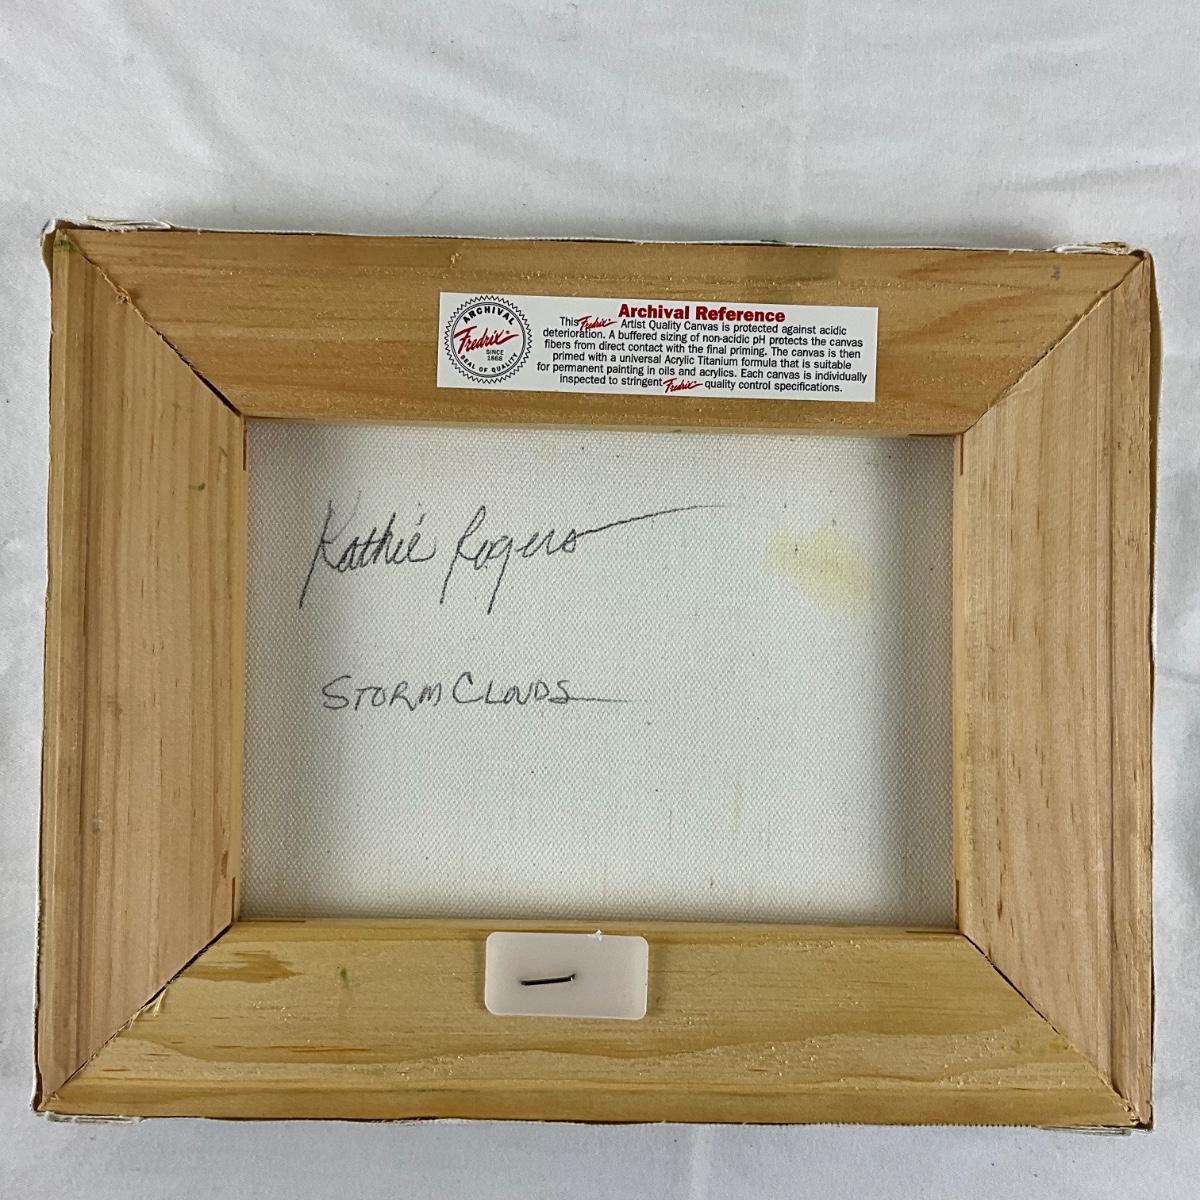 Archival Reference
This Fredrix Artist Quality Canvas is protected against acidic
deterioration. A buffered sizing of non-acidic pH protects the canvas
fibers from direct contact with the final priming. The canvas is then
primed with a universal Acrylic Titanium formula that is suitable
for permanent painting in oils and acrylics. Each canvas is individually
inspected to stringent Fredrix quality control specifications.
ARCHIVAL
Fredrix
SINCE
1868
SEAL OF QUALITY
Kathie Rogers
STORM CLOUDS